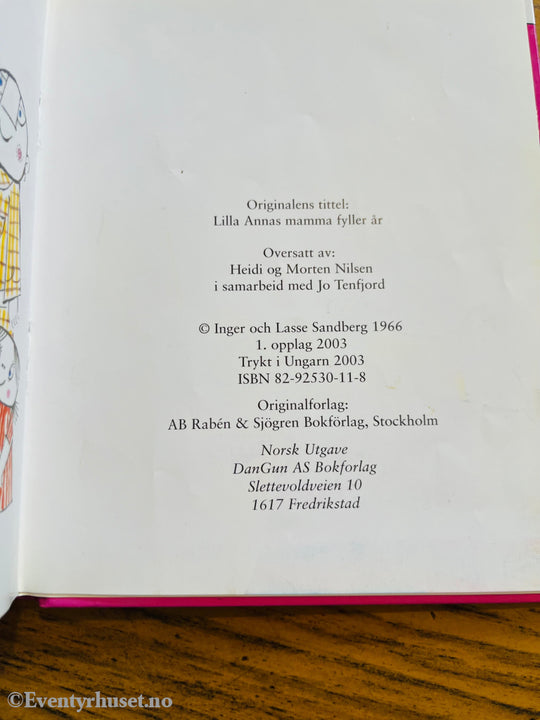 Originalens tittel:
Lilla Annas mamma fyller år
Oversatt av:
Heidi og Morten Nilsen
i samarbeid med Jo Tenfjord
© Inger och Lasse Sandberg 1966
1. opplag 2003
Trykt i Ungarn 2003
ISBN 82-92530-11-8
Originalforlag:
AB Rabén & Sjögren Bokförlag, Stockholm
Norsk Utgave
DanGun AS Bokforlag
Slettevoldveien 10
1617 Fredrikstad
©Eventyrhuset.no